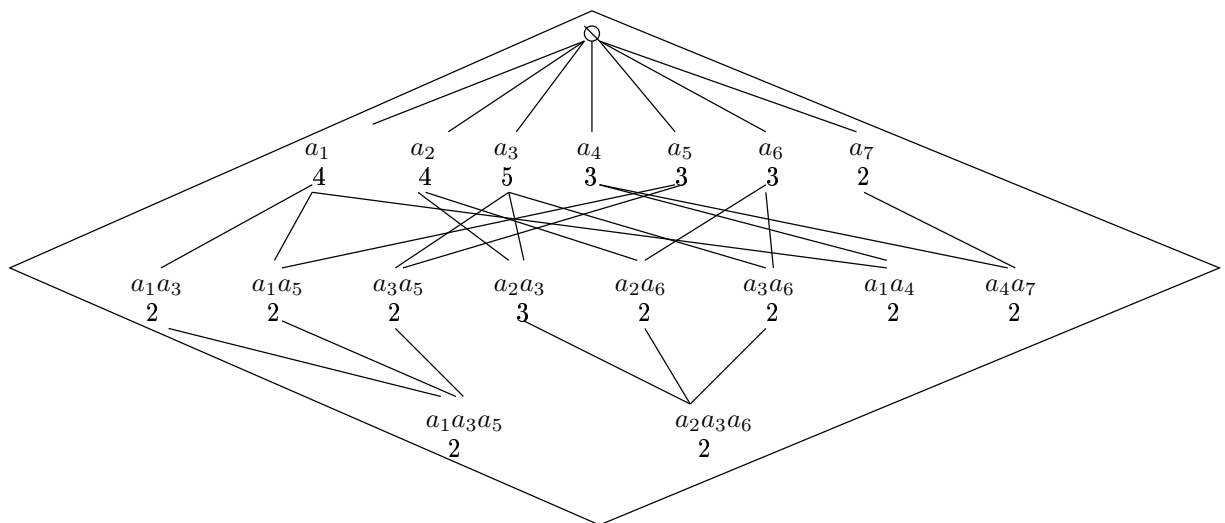 ∅
a₁ a₂ a₃ a₄ a₅ a₆ a₇
4 4 5 3 3 3 2
a₁a₃ a₁a₅ a₃a₅ a₂a₃ a₂a₆ a₃a₆ a₁a₄ a₄a₇
2 2 2 3 2 2 2 2
a₁a₃a₅ a₂a₃a₆
2 2